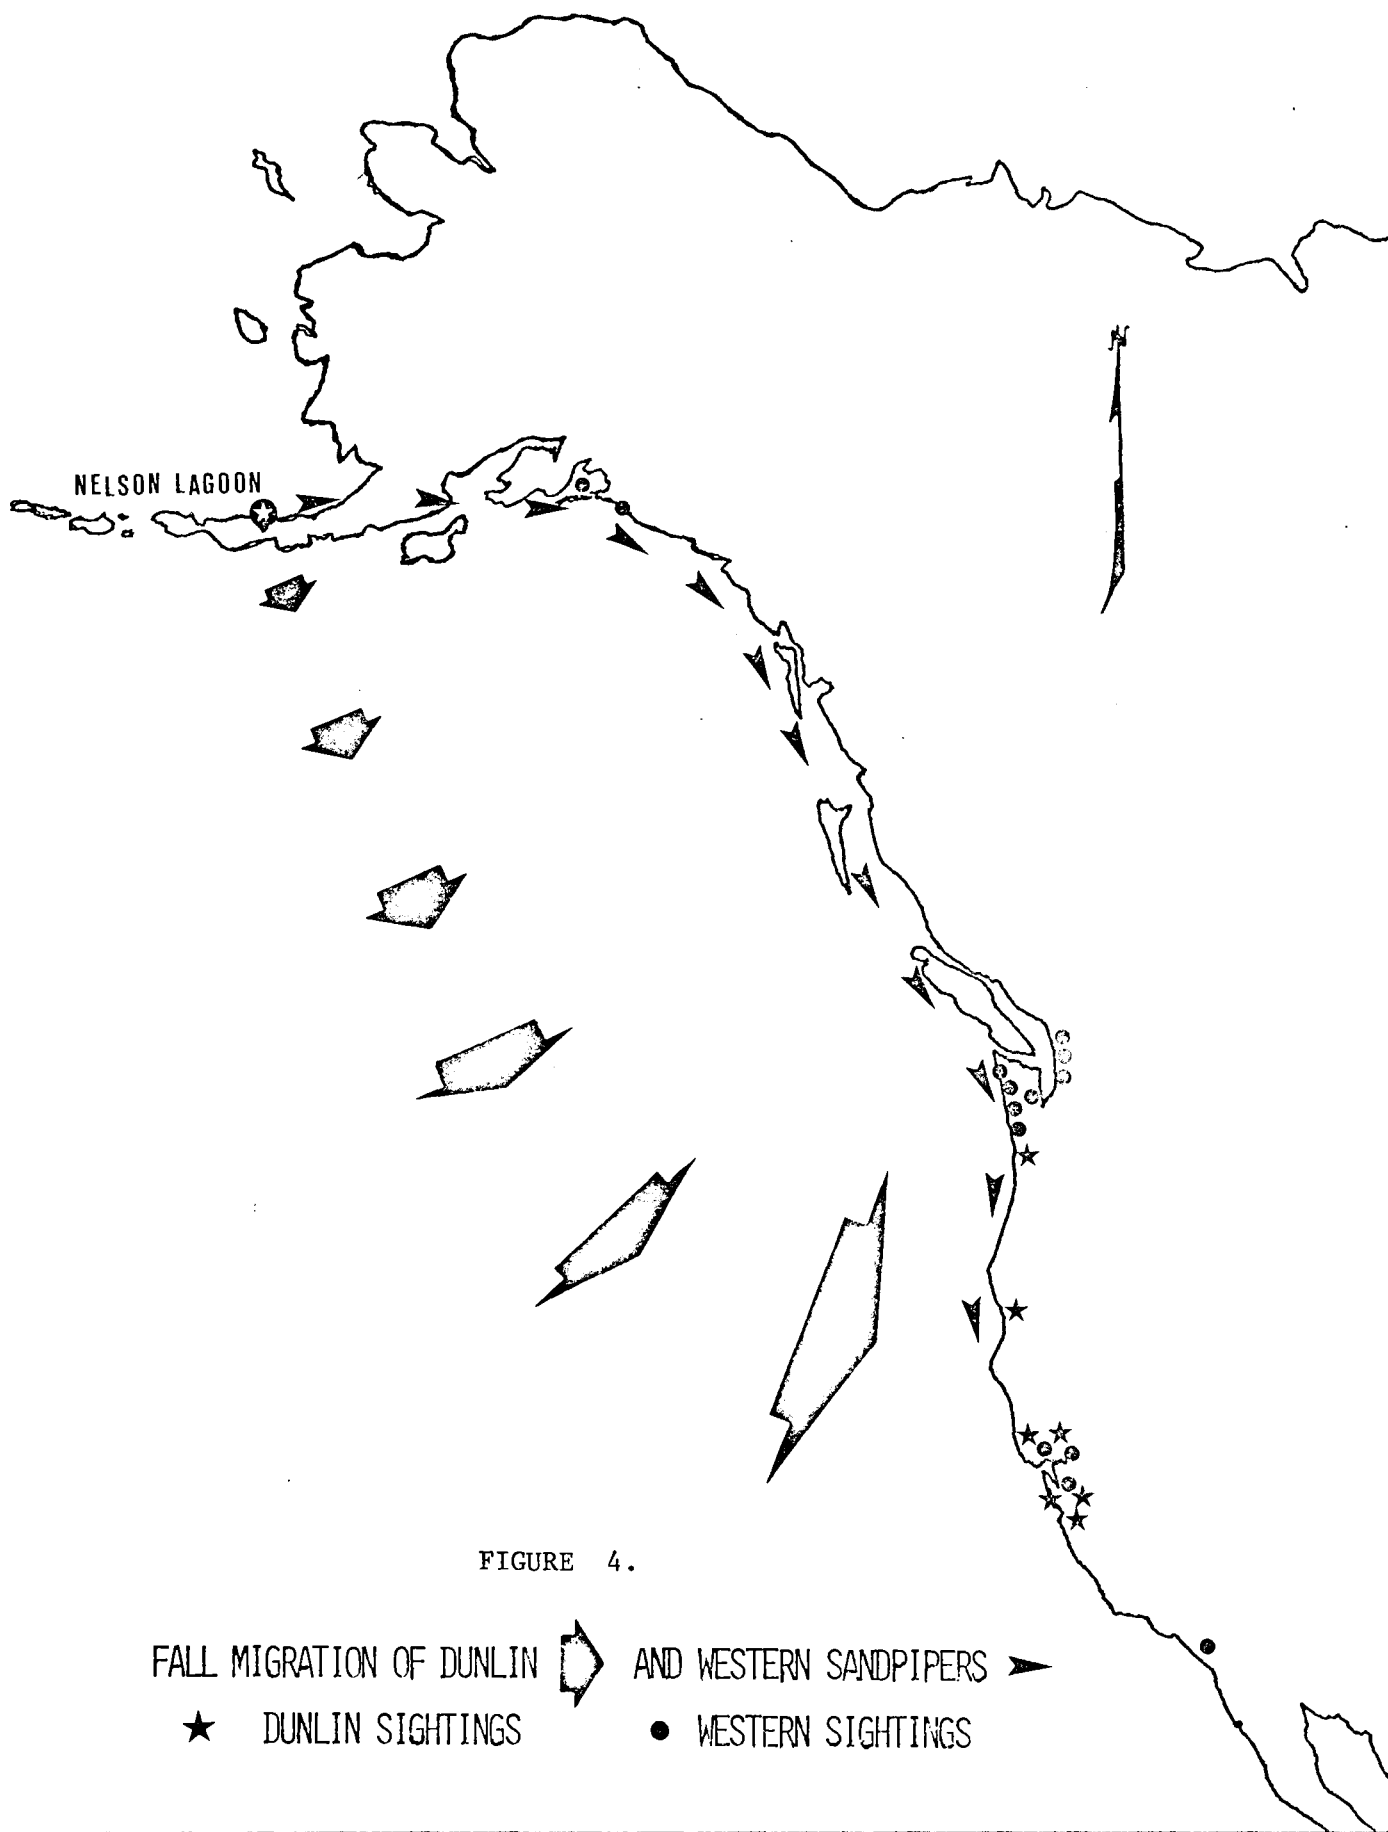 N
NELSON LAGOON
FIGURE 4.
FALL MIGRATION OF DUNLIN AND WESTERN SANDPIPERS
DUNLIN SIGHTINGS
WESTERN SIGHTINGS